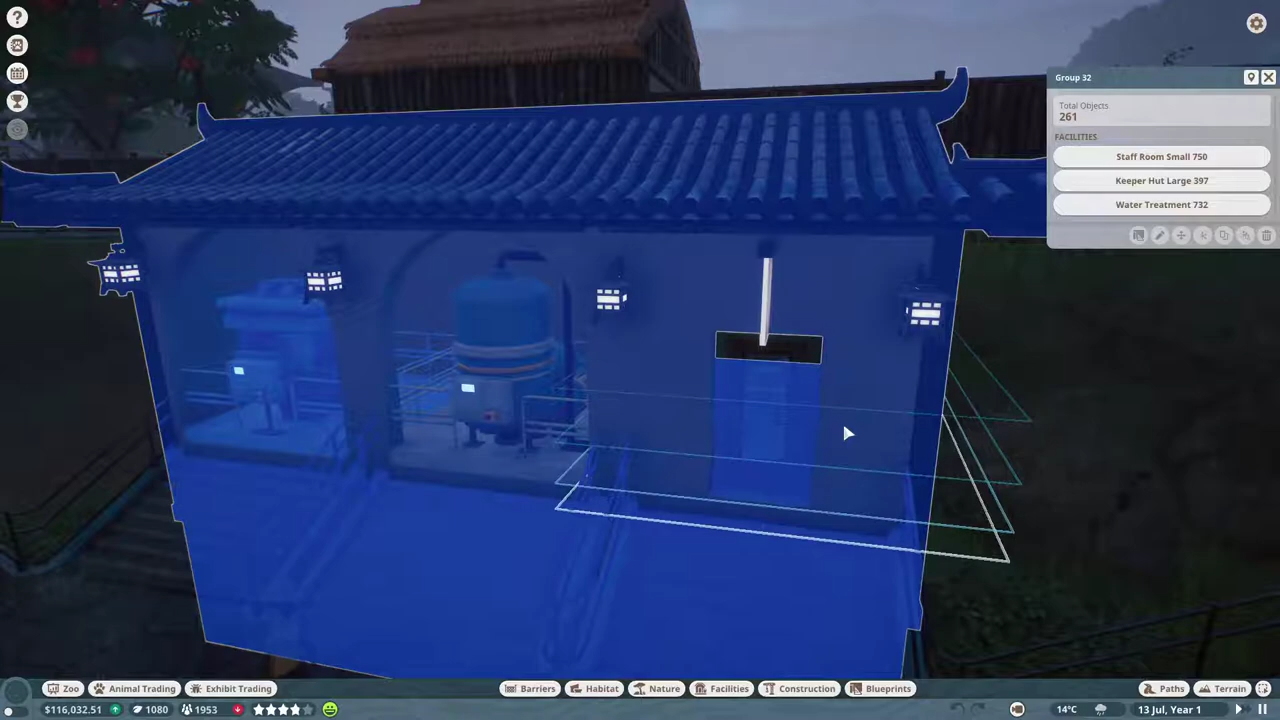 Group 32
Total Objects
261
FACILITIES
Staff Room Small 750
Keeper Hut Large 397
Water Treatment 732
Zoo
Animal Trading
Exhibit Trading
Barriers
Habitat
Nature
Facilities
Construction
Blueprints
Paths
Terrain
$116,032.51
1080
1953
14°C
13 Jul, Year 1